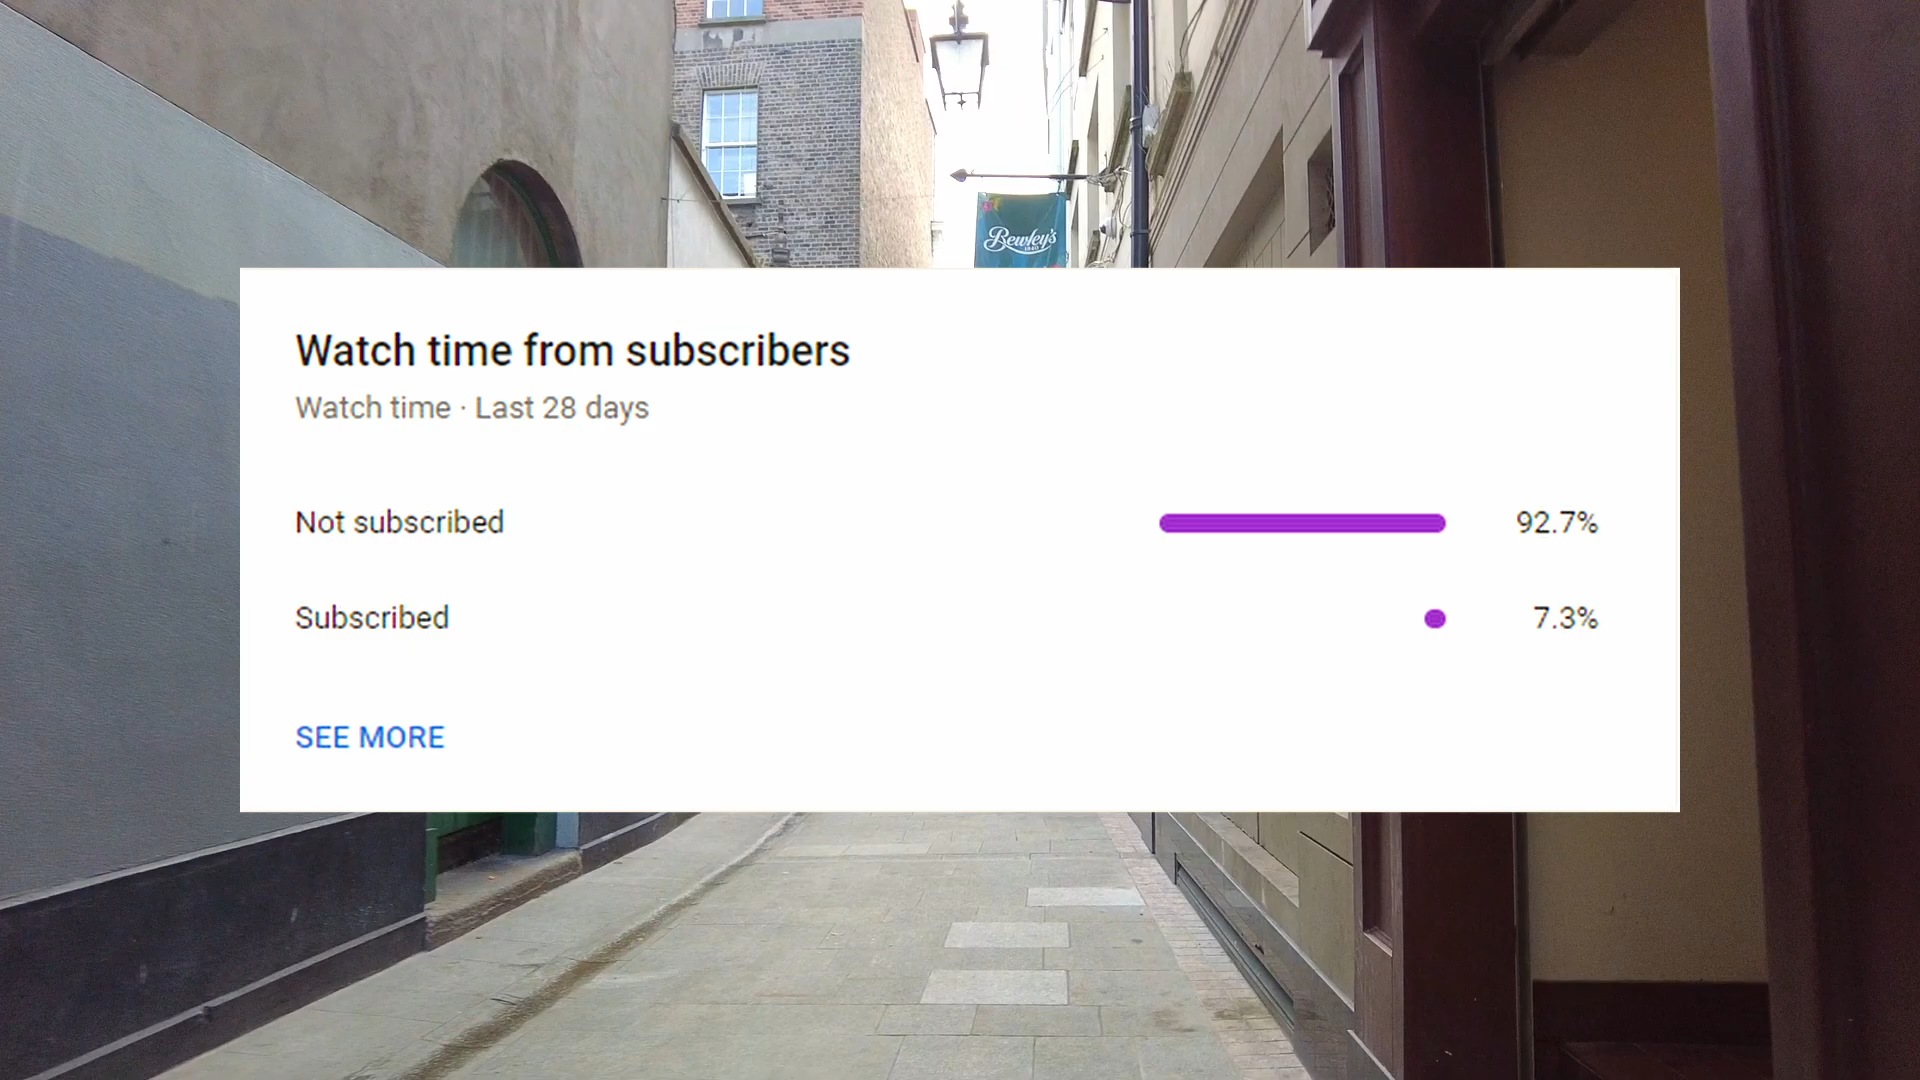 Bewley's
Watch time from subscribers
Watch time · Last 28 days
Not subscribed 92.7%
Subscribed 7.3%
SEE MORE